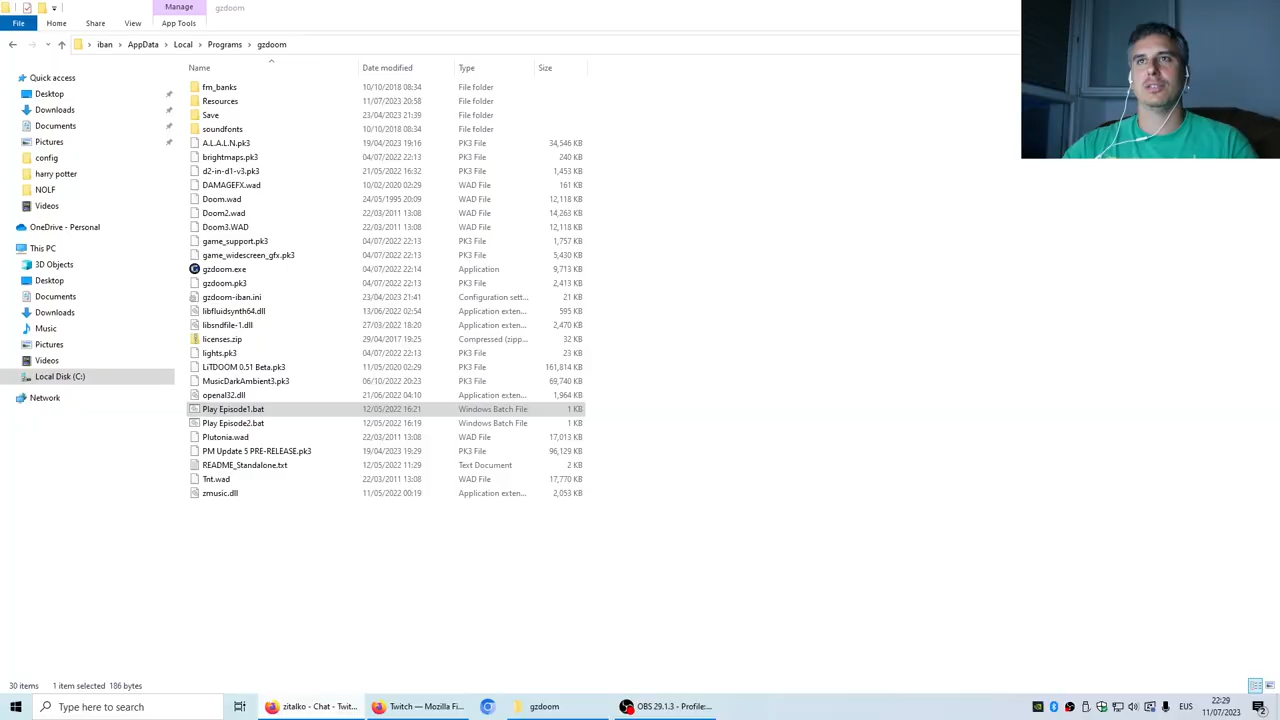 Manage
gzdoom
File
Home
Share
View
App Tools
iban
AppData
Local
Programs
gzdoom
Name
Date modified
Type
Size
Quick access
Desktop
Downloads
Documents
Pictures
config
harry potter
NOLF
Videos
OneDrive - Personal
This PC
3D Objects
Desktop
Documents
Downloads
Music
Pictures
Videos
Local Disk (C:)
Network
fm_banks 10/10/2018 08:34 File folder
Resources 11/07/2023 20:58 File folder
Save 23/04/2023 21:39 File folder
soundfonts 10/10/2018 08:34 File folder
A.L.A.L.N.pk3 19/04/2023 19:16 PK3 File 34,546 KB
brightmaps.pk3 04/07/2022 22:13 PK3 File 240 KB
d2-in-d1-v3.pk3 21/05/2022 16:32 PK3 File 1,453 KB
DAMAGEFX.wad 10/02/2020 02:29 WAD File 161 KB
Doom.wad 24/05/1995 20:09 WAD File 12,118 KB
Doom2.wad 22/03/2011 13:08 WAD File 14,263 KB
Doom3.WAD 22/03/2011 13:08 WAD File 12,118 KB
game_support.pk3 04/07/2022 22:13 PK3 File 1,757 KB
game_widescreen_gfx.pk3 04/07/2022 22:13 PK3 File 5,430 KB
gzdoom.exe 04/07/2022 22:14 Application 9,713 KB
gzdoom.pk3 04/07/2022 22:13 PK3 File 2,413 KB
gzdoom-iban.ini 23/04/2023 21:41 Configuration sett... 21 KB
libfluidsynth64.dll 13/06/2022 02:54 Application exten... 595 KB
libsndfile-1.dll 27/03/2022 18:20 Application exten... 2,470 KB
licenses.zip 29/04/2017 19:25 Compressed (zipp... 32 KB
lights.pk3 04/07/2022 22:13 PK3 File 23 KB
LiTDOOM 0.51 Beta.pk3 11/05/2020 02:29 PK3 File 161,814 KB
MusicDarkAmbient3.pk3 06/10/2022 20:23 PK3 File 69,740 KB
openal32.dll 21/06/2022 04:10 Application exten... 1,964 KB
Play Episode1.bat 12/05/2022 16:21 Windows Batch File 1 KB
Play Episode2.bat 12/05/2022 16:19 Windows Batch File 1 KB
Plutonia.wad 22/03/2011 13:08 WAD File 17,013 KB
PM Update 5 PRE-RELEASE.pk3 19/04/2023 19:29 PK3 File 96,129 KB
README_Standalone.txt 12/05/2022 11:29 Text Document 2 KB
Tnt.wad 22/03/2011 13:08 WAD File 17,770 KB
zmusic.dll 11/05/2022 00:19 Application exten... 2,053 KB
30 items 1 item selected 186 bytes
Type here to search
zitalko - Chat - Twit...
Twitch — Mozilla Fi...
gzdoom
OBS 29.1.3 - Profile:...
EUS
22:29
11/07/2023
2